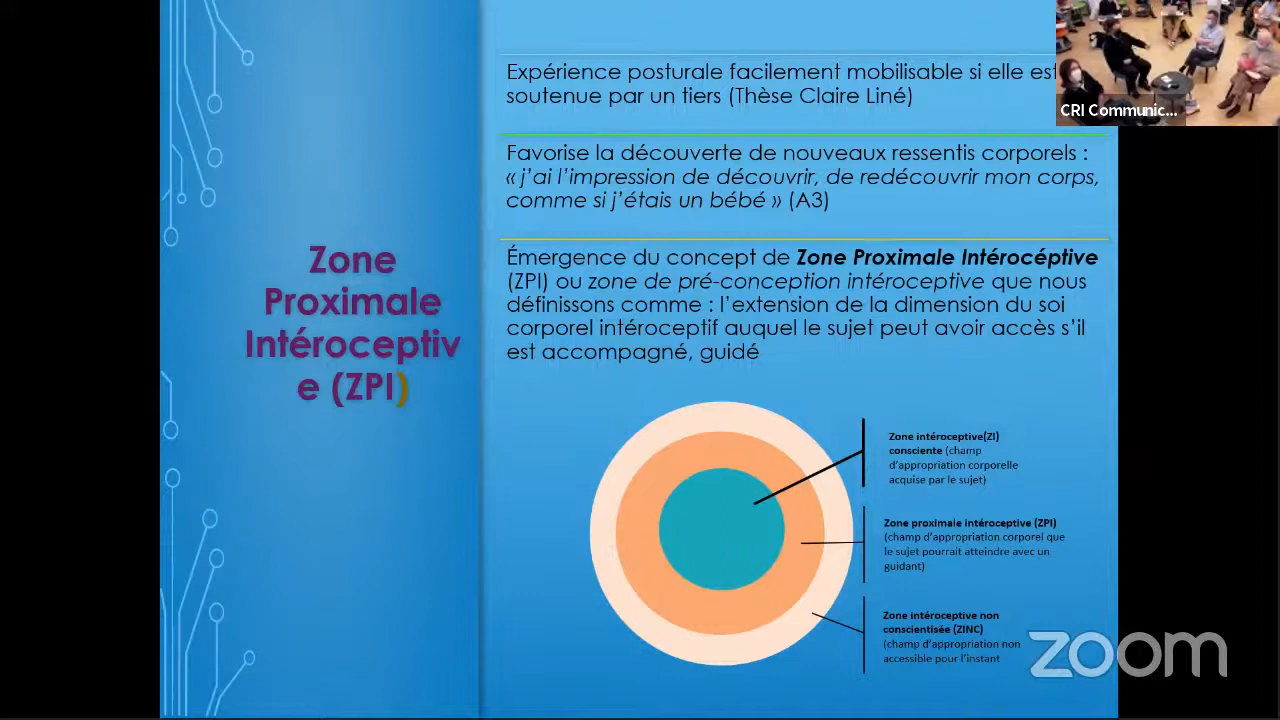 Zone
Proximale
Intéroceptiv
e (ZPI)
Expérience posturale facilement mobilisable si elle est
soutenue par un tiers (Thèse Claire Liné)
Favorise la découverte de nouveaux ressentis corporels :
« j’ai l’impression de découvrir, de redécouvrir mon corps,
comme si j’étais un bébé » (A3)
Émergence du concept de Zone Proximale Intérocéptive
(ZPI) ou zone de pré-conception intéroceptive que nous
définissons comme : l’extension de la dimension du soi
corporel intéroceptif auquel le sujet peut avoir accès s’il
est accompagné, guidé
Zone intéroceptive(ZI)
consciente (champ
d’appropriation corporelle
acquise par le sujet)
Zone proximale intéroceptive (ZPI)
(champ d’appropriation corporel que
le sujet pourrait atteindre avec un
guidant)
Zone intéroceptive non
conscientisée (ZINC)
(champ d’appropriation non
accessible pour l’instant
CRI Communic...
zoom